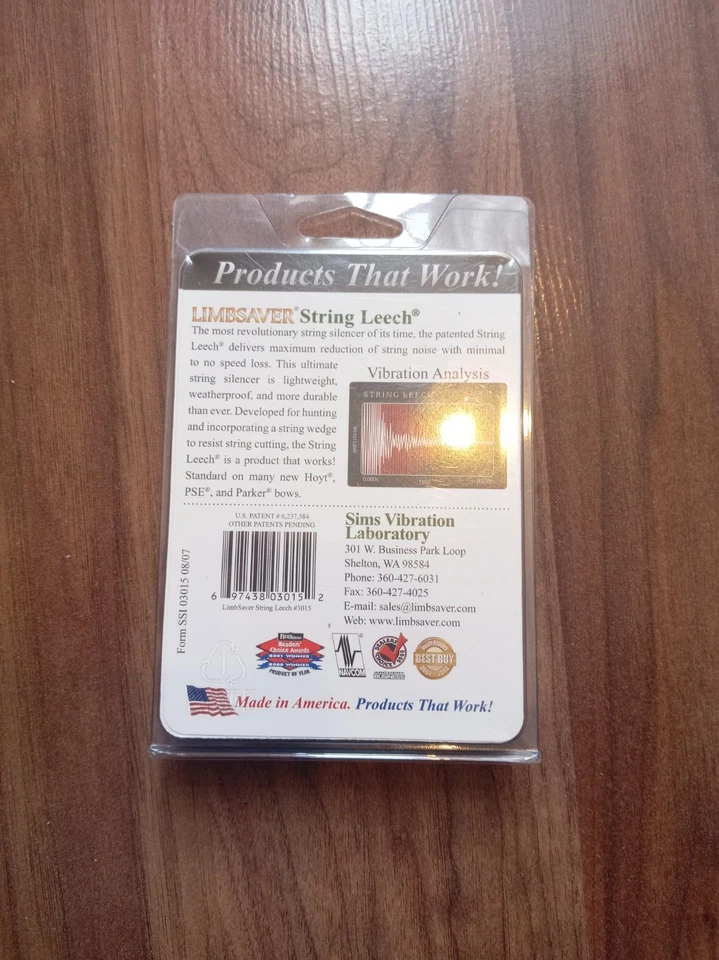 Products That Work!
LIMBSAVER® String Leech®
The most revolutionary string silencer of its time, the patented String
Leech® delivers maximum reduction of string noise with minimal
to no speed loss. This ultimate
string silencer is lightweight,
weatherproof, and more durable
than ever. Developed for hunting
and incorporating a string wedge
to resist string cutting, the String
Leech® is a product that works!
Standard on many new Hoyt®,
PSE®, and Parker® bows.
Vibration Analysis
STRING LEECH
0.000s
U.S. PATENT # 6,237,584
OTHER PATENTS PENDING
6 97438 03015 2
LimbSaver String Leech #3015
Form SSI 03015 08/07
Sims Vibration
Laboratory
301 W. Business Park Loop
Shelton, WA 98584
Phone: 360-427-6031
Fax: 360-427-4025
E-mail: sales@limbsaver.com
Web: www.limbsaver.com
Readers'
Choice Awards
2001 WINNER
PRODUCT OF YEAR
NAVCOM
BUSINESS
BEST BUY
Made in America. Products That Work!